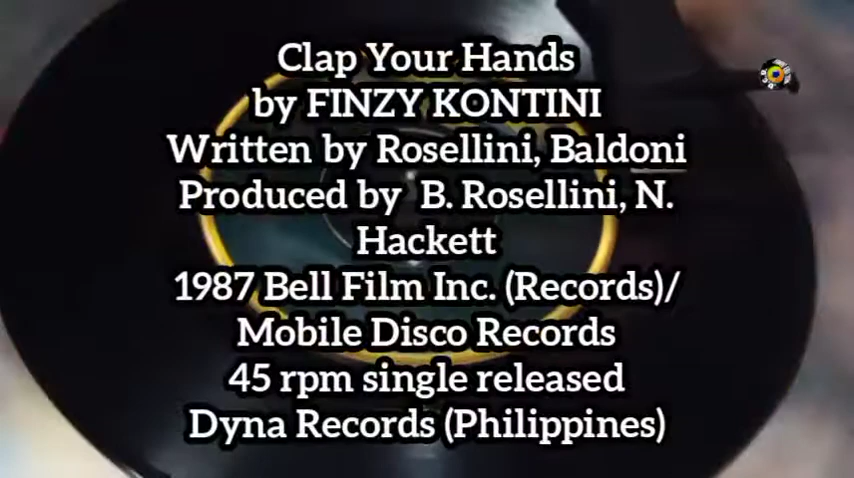 Clap Your Hands
by FINZY KONTINI
Written by Rosellini, Baldoni
Produced by  B. Rosellini, N.
Hackett
1987 Bell Film Inc. (Records)/
Mobile Disco Records
45 rpm single released
Dyna Records (Philippines)